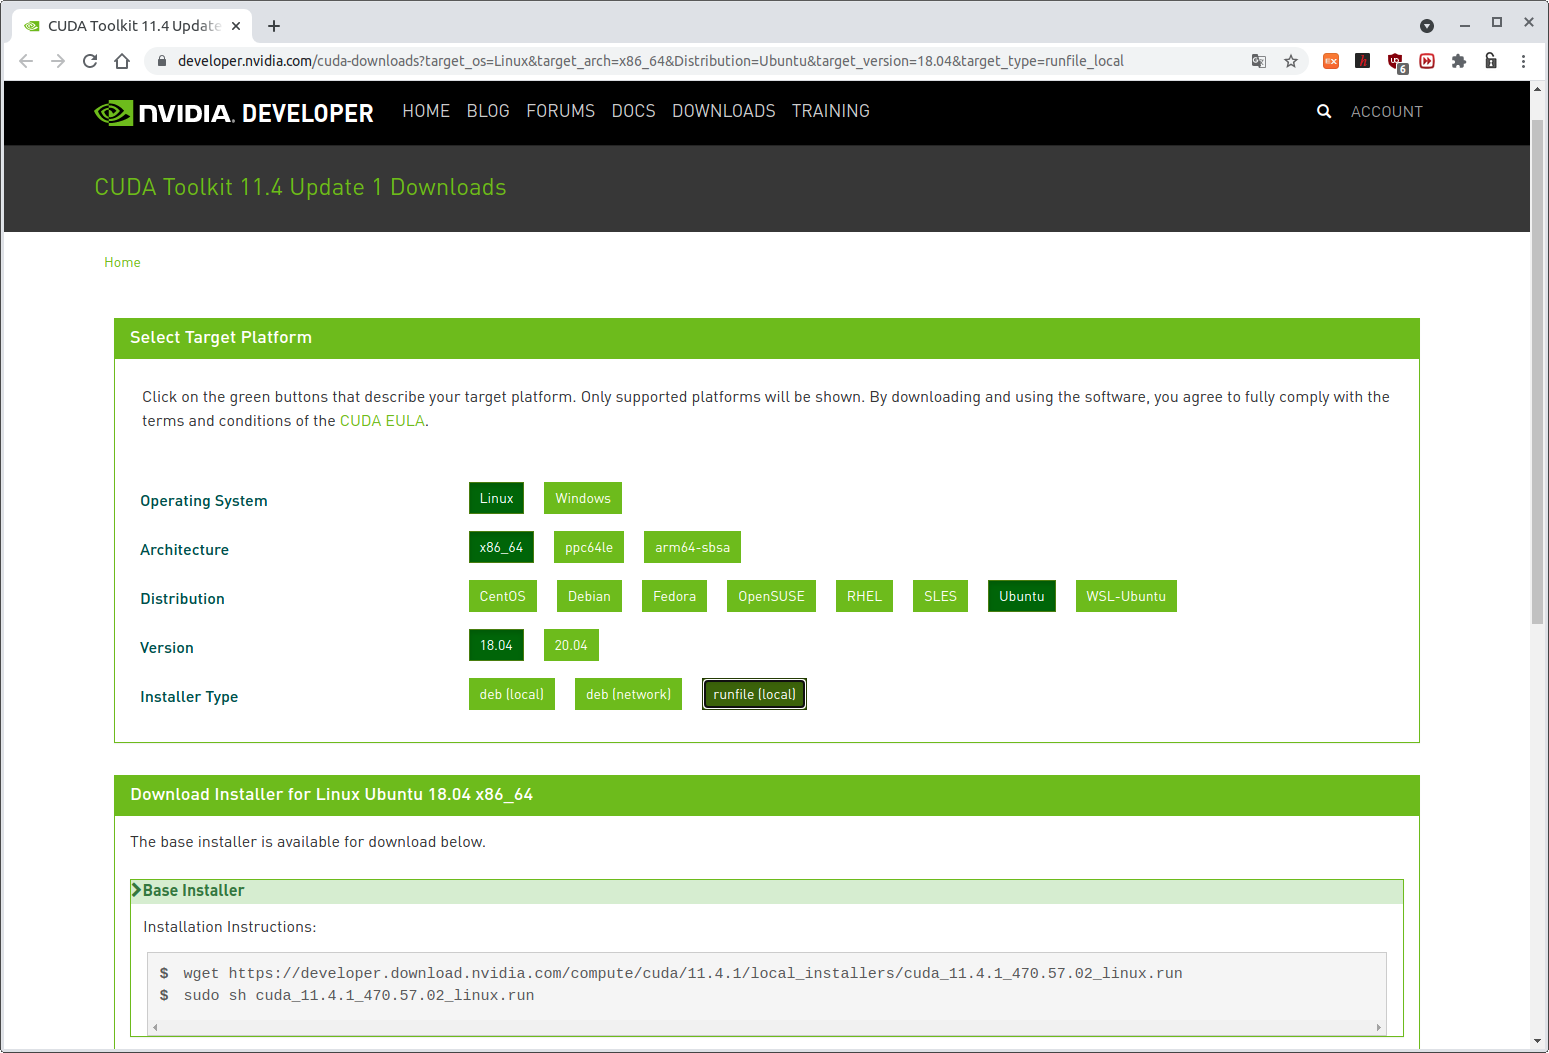 CUDA Toolkit 11.4 Update
developer.nvidia.com/cuda-downloads?target_os=Linux&target_arch=x86_64&Distribution=Ubuntu&target_version=18.04&target_type=runfile_local
EX
h
6
NVIDIA. DEVELOPER HOME BLOG FORUMS DOCS DOWNLOADS TRAINING ACCOUNT
CUDA Toolkit 11.4 Update 1 Downloads
Home
Select Target Platform
Click on the green buttons that describe your target platform. Only supported platforms will be shown. By downloading and using the software, you agree to fully comply with the
terms and conditions of the CUDA EULA.
Operating System Linux Windows
Architecture x86_64 ppc64le arm64-sbsa
Distribution CentOS Debian Fedora OpenSUSE RHEL SLES Ubuntu WSL-Ubuntu
Version 18.04 20.04
Installer Type deb (local) deb (network) runfile (local)
Download Installer for Linux Ubuntu 18.04 x86_64
The base installer is available for download below.
Base Installer
Installation Instructions:
$ wget https://developer.download.nvidia.com/compute/cuda/11.4.1/local_installers/cuda_11.4.1_470.57.02_linux.run
$ sudo sh cuda_11.4.1_470.57.02_linux.run